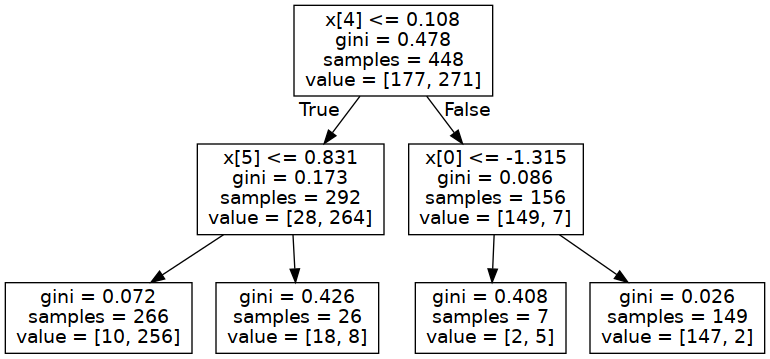 x[4] <= 0.108
gini = 0.478
samples = 448
value = [177, 271]
True
False
x[5] <= 0.831
gini = 0.173
samples = 292
value = [28, 264]
x[0] <= -1.315
gini = 0.086
samples = 156
value = [149, 7]
gini = 0.072
samples = 266
value = [10, 256]
gini = 0.426
samples = 26
value = [18, 8]
gini = 0.408
samples = 7
value = [2, 5]
gini = 0.026
samples = 149
value = [147, 2]